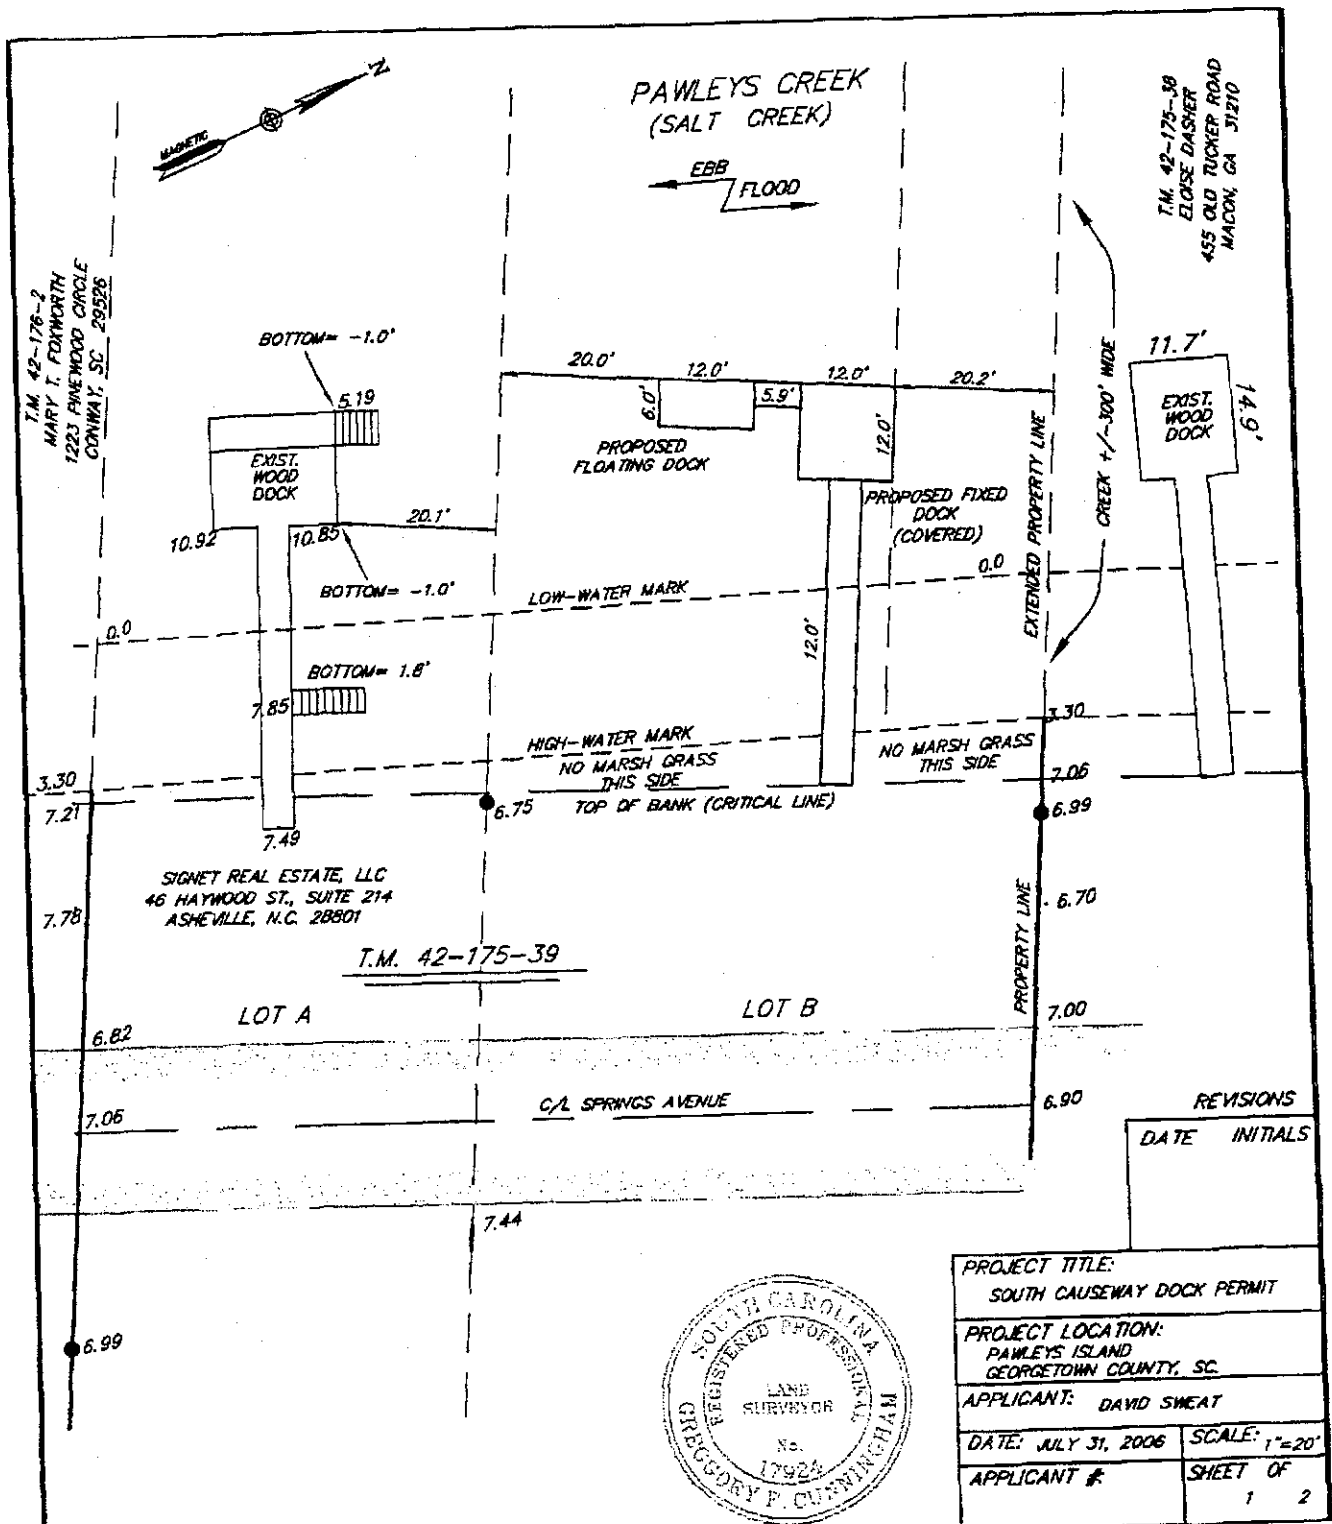 PAWLEYS CREEK
(SALT CREEK)
N
MAGNETIC
EBB
FLOOD
T.M. 42-175-38
ELOISE DASHER
455 OLD TUCKER ROAD
MACON, GA 31210
T.M. 42-176-2
MARY T. FOXWORTH
1223 PINEWOOD CIRCLE
CONWAY, SC 29526
BOTTOM= -1.0'
5.19
EXIST.
WOOD
DOCK
10.92
10.85
20.1'
BOTTOM= -1.0'
20.0'
12.0'
5.9'
12.0'
20.2'
6.0'
12.0'
PROPOSED
FLOATING DOCK
PROPOSED FIXED
DOCK
(COVERED)
EXTENDED PROPERTY LINE
CREEK +/-300' WIDE
11.7'
14.9'
EXIST.
WOOD
DOCK
0.0
LOW-WATER MARK
0.0
12.0'
BOTTOM= 1.8'
7.85
HIGH-WATER MARK
NO MARSH GRASS
THIS SIDE
NO MARSH GRASS
THIS SIDE
3.30
3.30
7.21
7.06
6.75
TOP OF BANK (CRITICAL LINE)
6.99
7.49
SIGNET REAL ESTATE, LLC
46 HAYWOOD ST., SUITE 214
ASHEVILLE, N.C. 28801
7.78
6.70
T.M. 42-175-39
PROPERTY LINE
LOT A
LOT B
7.00
6.82
C/L SPRINGS AVENUE
6.90
7.06
7.44
6.99
REVISIONS
DATE INITIALS
PROJECT TITLE:
SOUTH CAUSEWAY DOCK PERMIT
PROJECT LOCATION:
PAWLEYS ISLAND
GEORGETOWN COUNTY, SC
APPLICANT: DAVID SWEAT
DATE: JULY 31, 2006
SCALE: 1"=20'
APPLICANT #:
SHEET OF
1 2
SOUTH CAROLINA
REGISTERED PROFESSIONAL
LAND
SURVEYOR
No.
17924
GREGGORY F. CUNNINGHAM